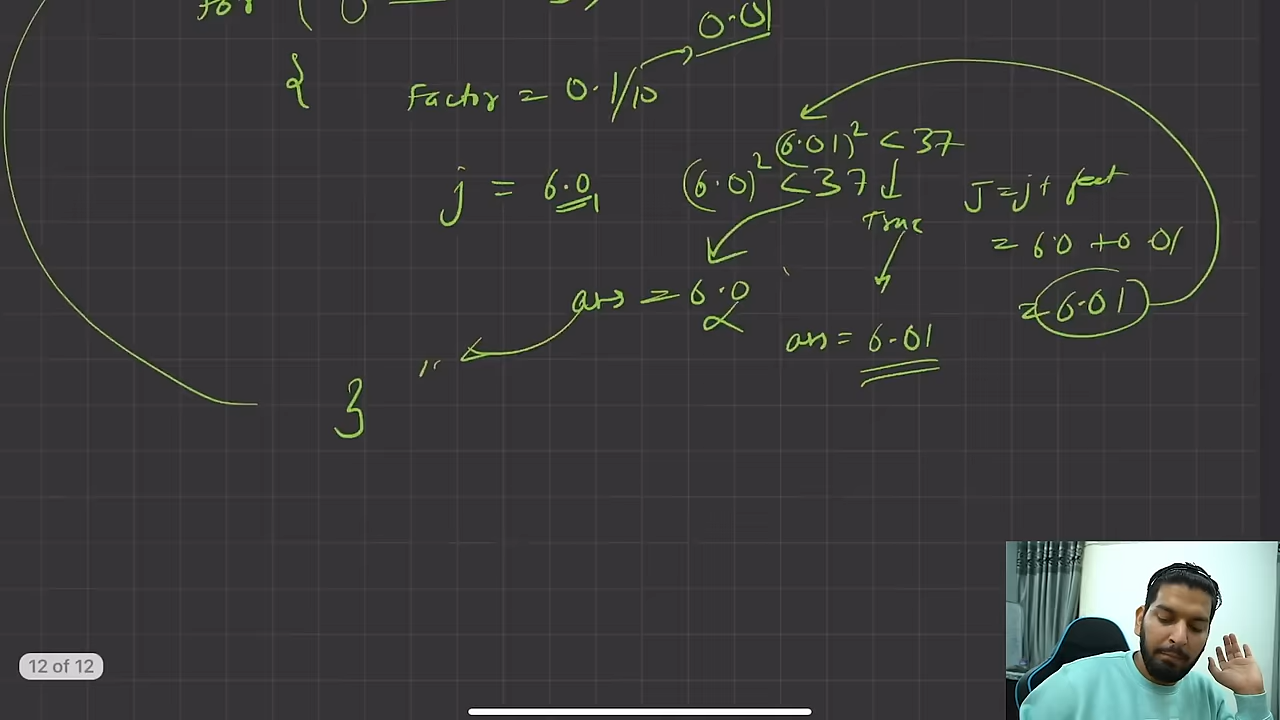 for (
0.01
{
Factor = 0.1/10
(6.01)² < 37
j = 6.0
(6.0)² < 37
True
J = j + fact
= 6.0 + 0.01
= 6.01
ans = 6.0
ans = 6.01
}
12 of 12